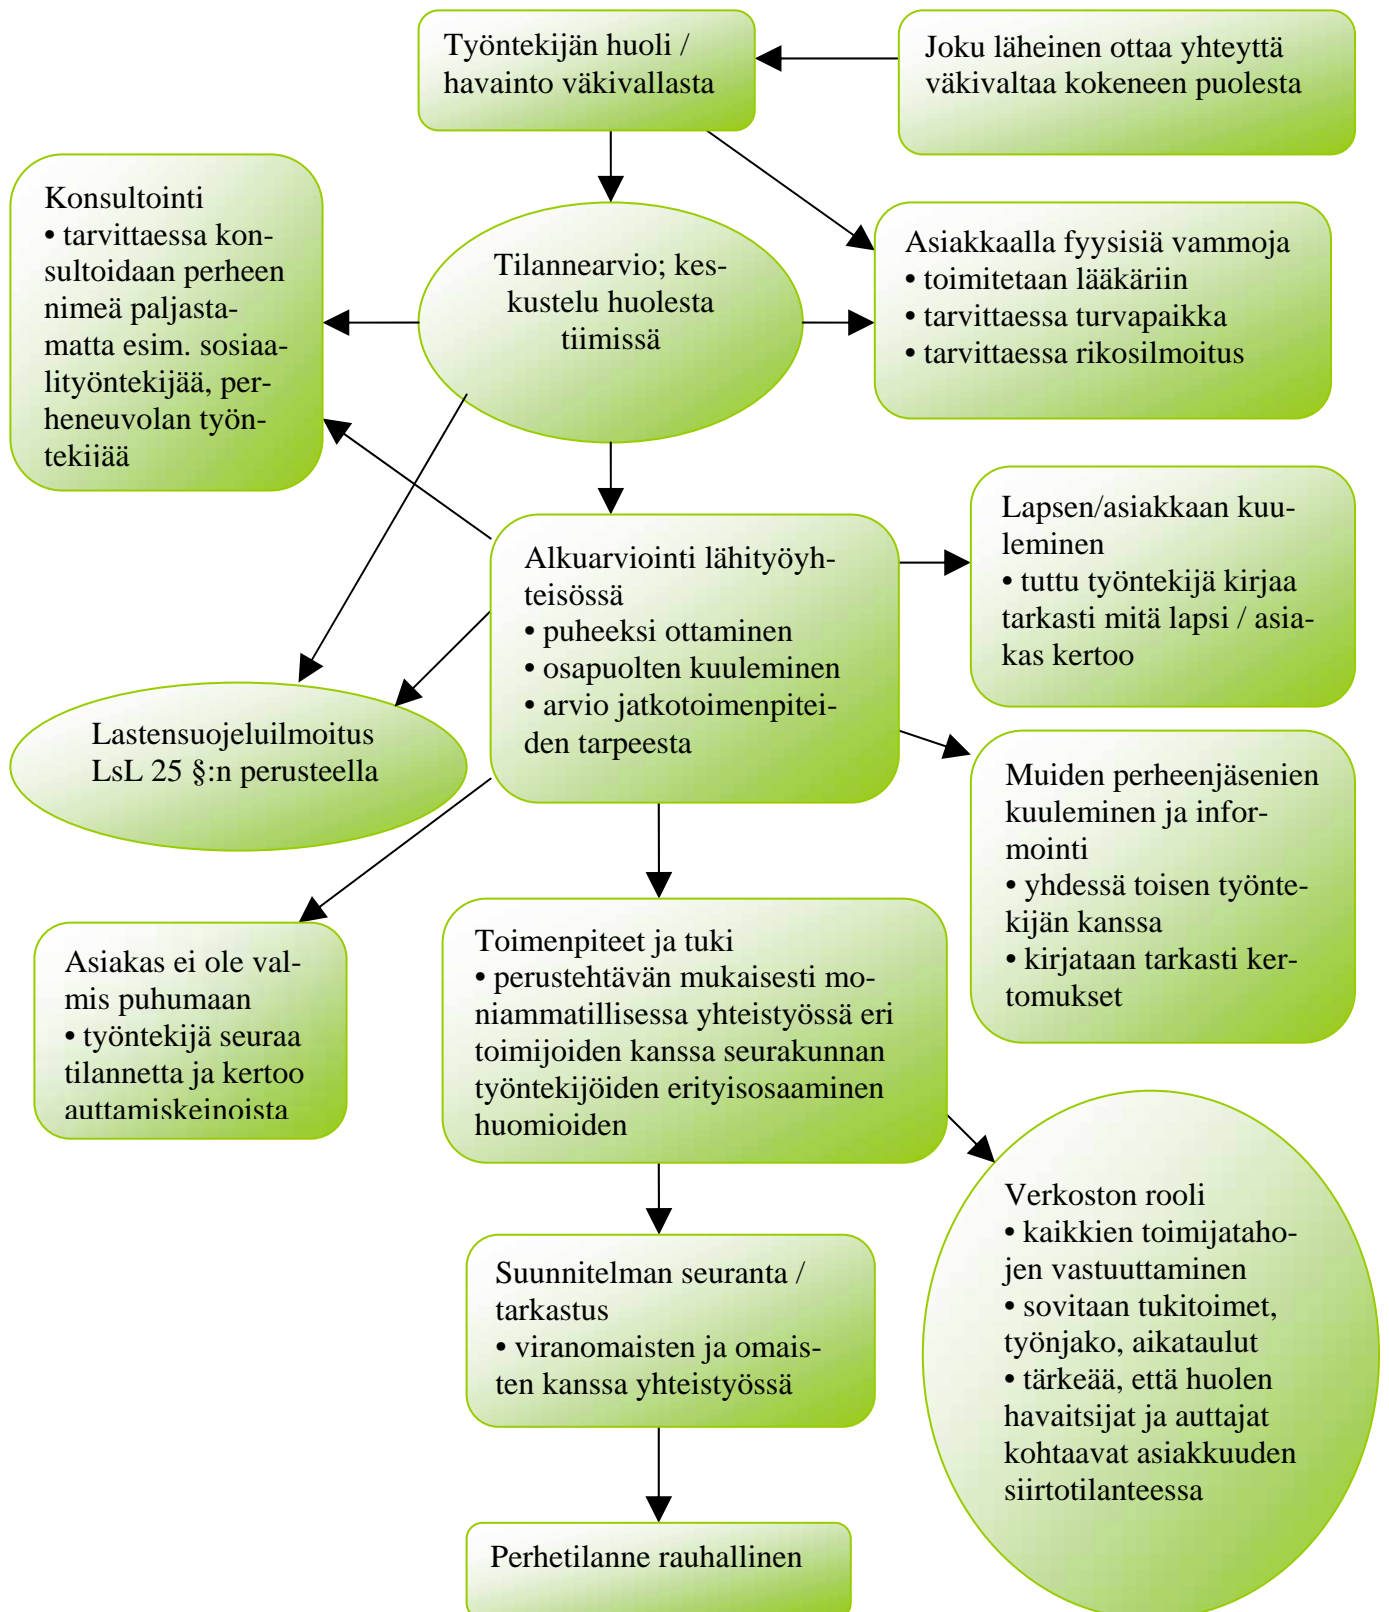 Työntekijän huoli /
havainto väkivallasta
Joku läheinen ottaa yhteyttä
väkivaltaa kokeneen puolesta
Konsultointi
• tarvittaessa kon-
sultoidaan perheen
nimeä paljasta-
matta esim. sosiaa-
lityöntekijää, per-
heneuvolan työn-
tekijää
Tilannearvio; kes-
kustelu huolesta
tiimissä
Asiakkaalla fyysisiä vammoja
• toimitetaan lääkäriin
• tarvittaessa turvapaikka
• tarvittaessa rikosilmoitus
Alkuarviointi lähityöyh-
teisössä
• puheeksi ottaminen
• osapuolten kuuleminen
• arvio jatkotoimenpitei-
den tarpeesta
Lapsen/asiakkaan kuu-
leminen
• tuttu työntekijä kirjaa
tarkasti mitä lapsi / asia-
kas kertoo
Lastensuojeluilmoitus
LsL 25 §:n perusteella
Muiden perheenjäsenien
kuuleminen ja infor-
mointi
• yhdessä toisen työnte-
kijän kanssa
• kirjataan tarkasti ker-
tomukset
Asiakas ei ole val-
mis puhumaan
• työntekijä seuraa
tilannetta ja kertoo
auttamiskeinoista
Toimenpiteet ja tuki
• perustehtävän mukaisesti mo-
niammatillisessa yhteistyössä eri
toimijoiden kanssa seurakunnan
työntekijöiden erityisosaaminen
huomioiden
Verkoston rooli
• kaikkien toimijataho-
jen vastuuttaminen
• sovitaan tukitoimet,
työnjako, aikataulut
• tärkeää, että huolen
havaitsijat ja auttajat
kohtaavat asiakkuuden
siirtotilanteessa
Suunnitelman seuranta /
tarkastus
• viranomaisten ja omais-
ten kanssa yhteistyössä
Perhetilanne rauhallinen